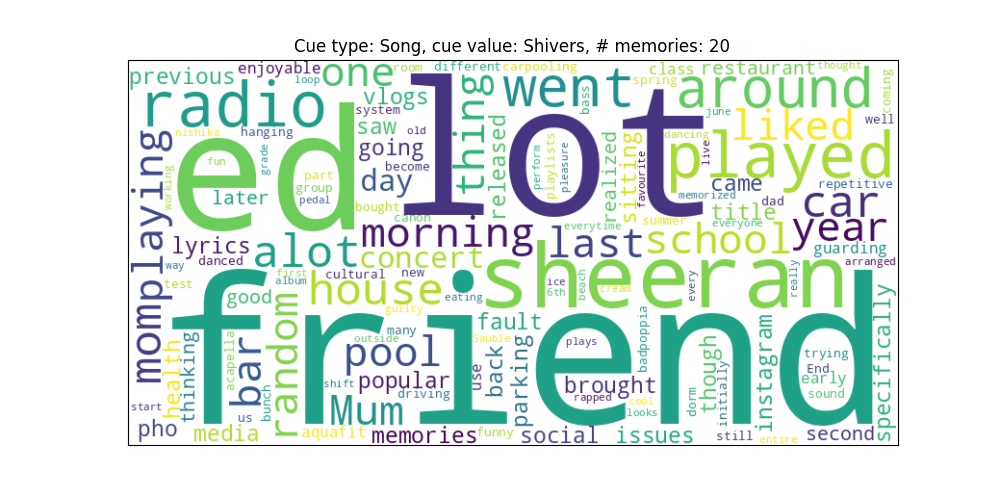 Cue type: Song, cue value: Shivers, # memories: 20
previous enjoyable loop one room different carpooling class restaurant thought
radio vlogs system spring went around coming
nishika hanging saw old thing bass june liked well
ed lot dancing played
momplaying fun grade going become released perform playlists pleasure realized sitting favourite live
working part group pedal day later memorized came repetitive
bought canon title dad car
morning everytime summer everyone year
lyrics danced alot concert last school guarding
way cultural new ice arranged
test first album house eating sheeran 6th beach cream every really
good guilty fault
friend
health thinking acapella random many outside pool Mum back parking plays badpoppia though instagram trying specifically
bar bunch us shift popular driving use Sauble brought rapped cool looks dorm initially End early sound
start
pho media aquafit memories funny social issues still entire second